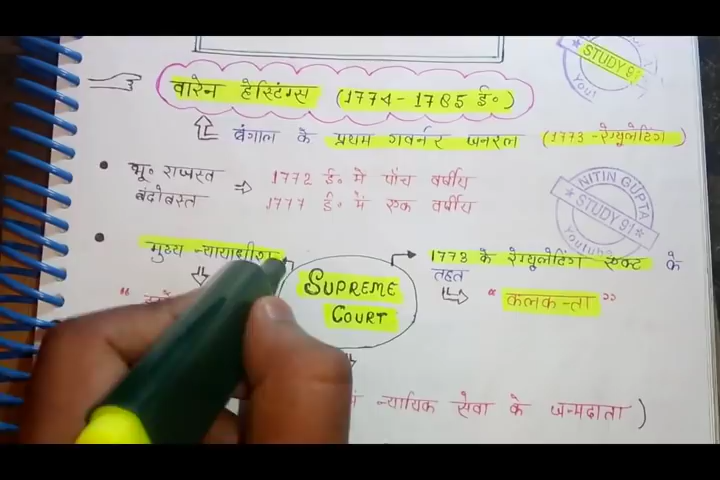 वारेन हेस्टिंग्स (1774-1785 ई०)
बंगाल के प्रथम गवर्नर जनरल (1773-रेग्यूलेटिंग)
भू० राजस्व बंदोबस्त ⇒ 1772 ई० में पाँच वर्षीय
1777 ई० में एक वर्षीय
मुख्य न्यायाधीश
SUPREME
COURT
1773 के रेग्यूलेटिंग एक्ट के
तहत
"कलकत्ता"
न्यायिक सेवा के जन्मदाता)
STUDY 91
NITIN GUPTA
STUDY 91
Youtube